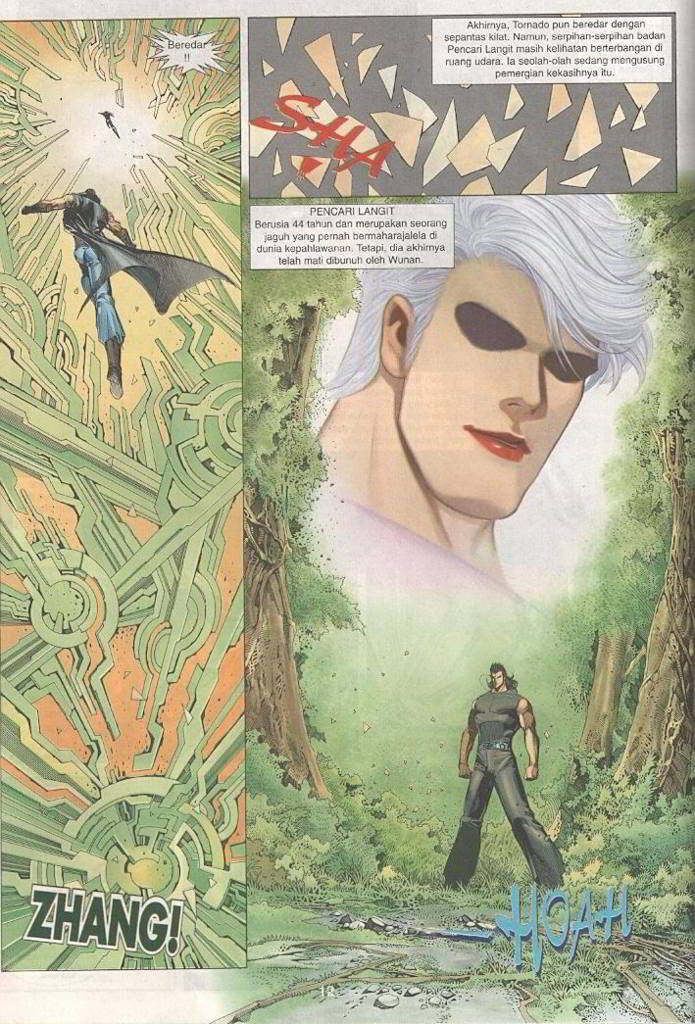 Beredar
!!
ZHANG!
Akhirnya, Tornado pun beredar dengan
sepantas kilat. Namun, serpihan-serpihan badan
Pencari Langit masih kelihatan berterbangan di
ruang udara. Ia seolah-olah sedang mengusung
pemergian kekasihnya itu.
SHA
PENCARI LANGIT
Berusia 44 tahun dan merupakan seorang
jaguh yang pernah bermaharajalela di
dunia kepahlawanan. Tetapi, dia akhirnya
telah mati dibunuh oleh Wunan.
HOAH
12